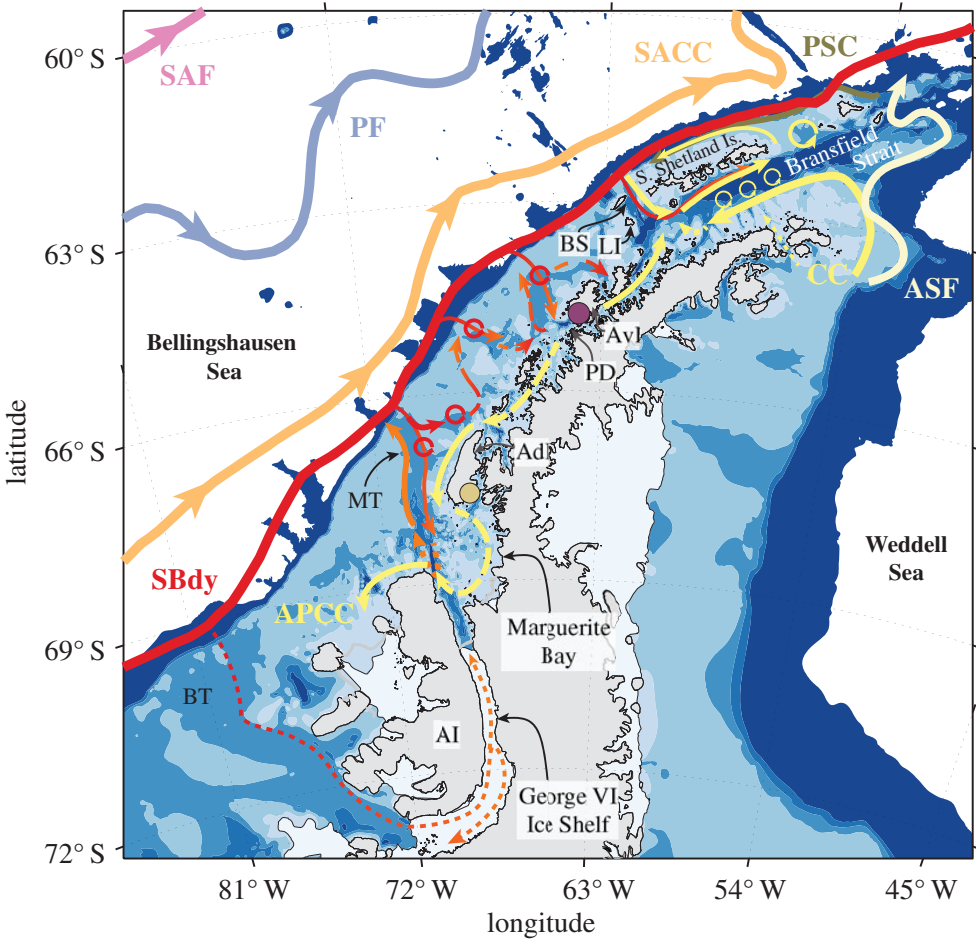 60° S
63° S
66° S
69° S
72° S
latitude
81° W
72° W
63° W
54° W
45° W
longitude
SAF
PF
SACC
PSC
S. Shetland Is.
Bransfield
Strait
BS
LI
CC
ASF
Bellingshausen
Sea
AvI
PD
AdI
MT
Weddell
Sea
SBdy
APCC
Marguerite
Bay
BT
AI
George VI
Ice Shelf